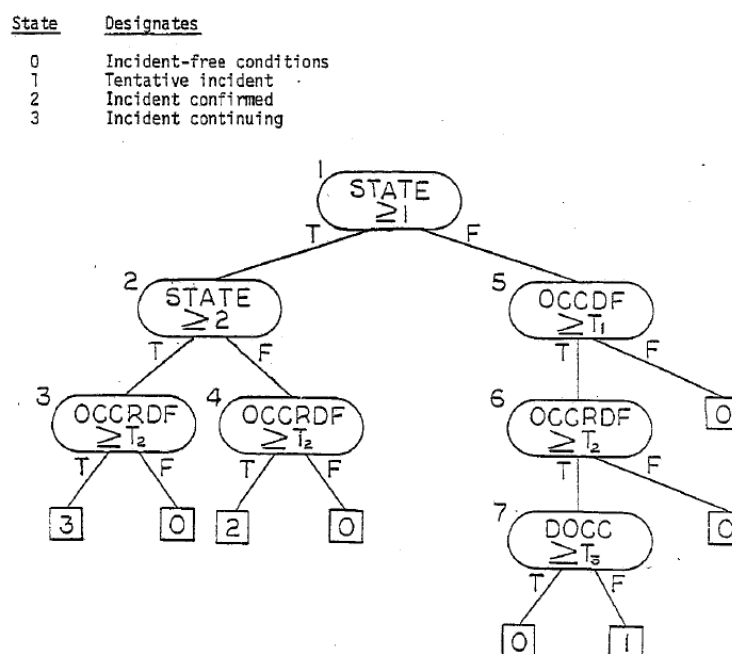 State Designates
0 Incident-free conditions
1 Tentative incident
2 Incident confirmed
3 Incident continuing
1
STATE
≥1
T F
2
STATE
≥2
T F
5
OCCDF
≥T₁
T F
3
OCCRDF
≥T₂
T F
4
OCCRDF
≥T₂
T F
6
OCCRDF
≥T₂
T F
0
3 0 2 0
7
DOCC
≥T₃
T F
0
0 1